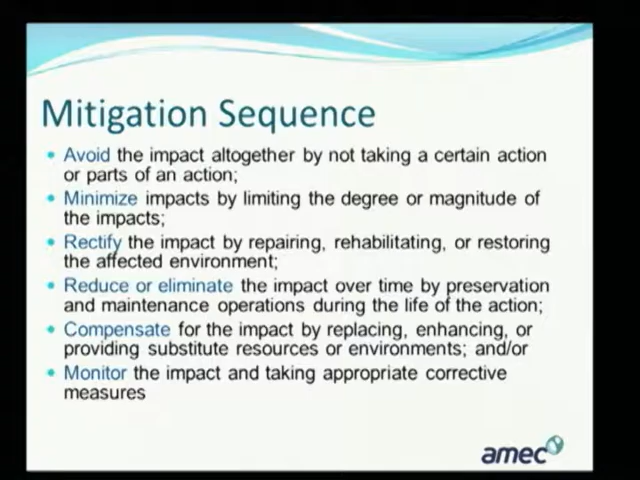 Mitigation Sequence
Avoid the impact altogether by not taking a certain action
or parts of an action;
Minimize impacts by limiting the degree or magnitude of
the impacts;
Rectify the impact by repairing, rehabilitating, or restoring
the affected environment;
Reduce or eliminate the impact over time by preservation
and maintenance operations during the life of the action;
Compensate for the impact by replacing, enhancing, or
providing substitute resources or environments; and/or
Monitor the impact and taking appropriate corrective
measures
amec